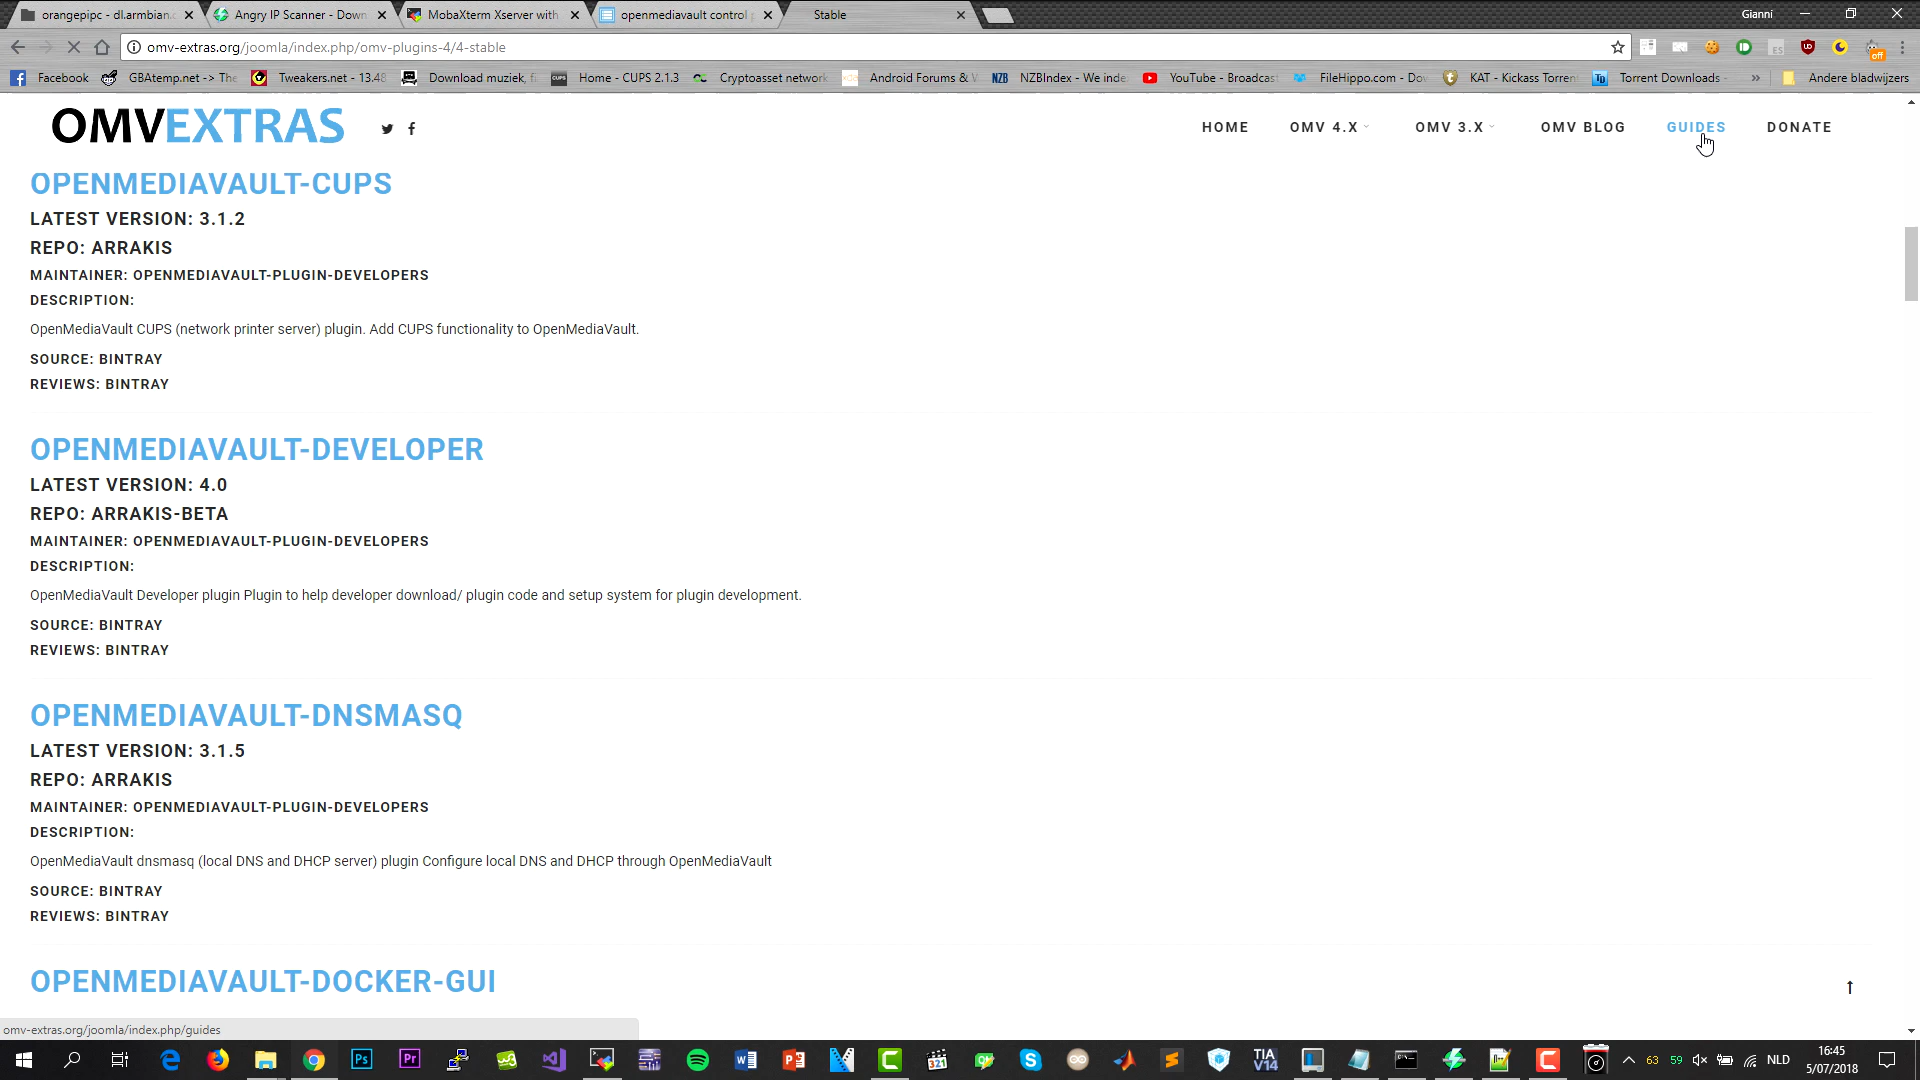 orangepipc - dl.armbian.c
Angry IP Scanner - Down
MobaXterm Xserver with
openmediavault control p
Stable
Gianni
omv-extras.org/joomla/index.php/omv-plugins-4/4-stable
Facebook
GBAtemp.net -> The
Tweakers.net - 13.48
Download muziek, fi
Home - CUPS 2.1.3
Cryptoasset network
Android Forums & W
NZBIndex - We inde
YouTube - Broadcast
FileHippo.com - Dow
KAT - Kickass Torrent
Torrent Downloads -
Andere bladwijzers
OMVEXTRAS
HOME
OMV 4.X
OMV 3.X
OMV BLOG
GUIDES
DONATE
OPENMEDIAVAULT-CUPS
LATEST VERSION: 3.1.2
REPO: ARRAKIS
MAINTAINER: OPENMEDIAVAULT-PLUGIN-DEVELOPERS
DESCRIPTION:
OpenMediaVault CUPS (network printer server) plugin. Add CUPS functionality to OpenMediaVault.
SOURCE: BINTRAY
REVIEWS: BINTRAY
OPENMEDIAVAULT-DEVELOPER
LATEST VERSION: 4.0
REPO: ARRAKIS-BETA
MAINTAINER: OPENMEDIAVAULT-PLUGIN-DEVELOPERS
DESCRIPTION:
OpenMediaVault Developer plugin Plugin to help developer download/ plugin code and setup system for plugin development.
SOURCE: BINTRAY
REVIEWS: BINTRAY
OPENMEDIAVAULT-DNSMASQ
LATEST VERSION: 3.1.5
REPO: ARRAKIS
MAINTAINER: OPENMEDIAVAULT-PLUGIN-DEVELOPERS
DESCRIPTION:
OpenMediaVault dnsmasq (local DNS and DHCP server) plugin Configure local DNS and DHCP through OpenMediaVault
SOURCE: BINTRAY
REVIEWS: BINTRAY
OPENMEDIAVAULT-DOCKER-GUI
omv-extras.org/joomla/index.php/guides
63
59
NLD
16:45
5/07/2018